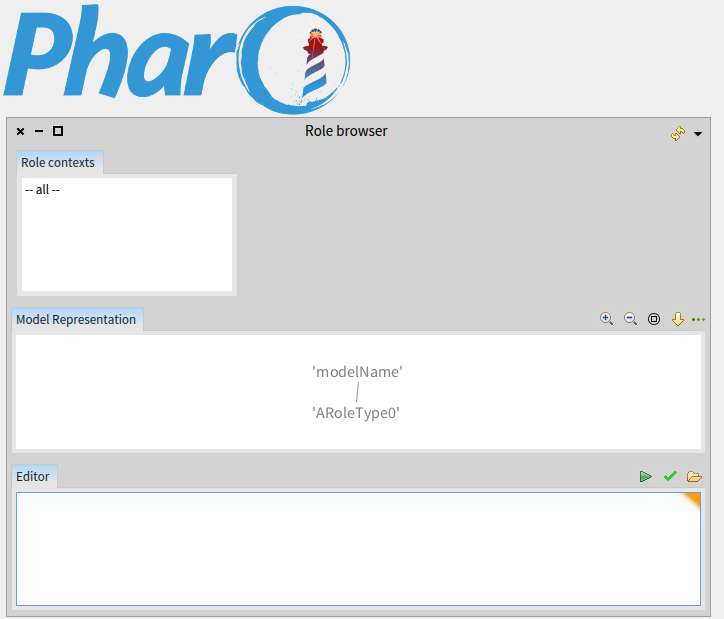 Pharo
Role browser
Role contexts
-- all --
Model Representation
'modelName'
'ARoleType0'
Editor